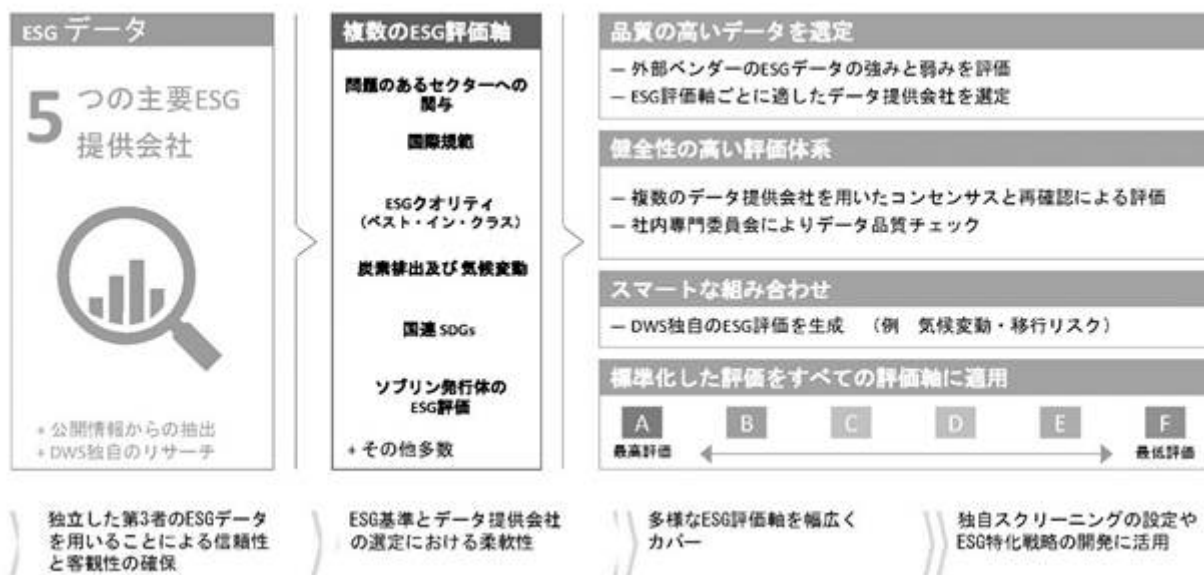 ESG データ
5 つの主要ESG
提供会社
+ 公開情報からの抽出
+ DWS独自のリサーチ
複数のESG評価軸
問題のあるセクターへの
関与
国際規範
ESGクオリティ
（ベスト・イン・クラス）
炭素排出及び 気候変動
国連 SDGs
ソブリン発行体の
ESG評価
+ その他多数
品質の高いデータを選定
— 外部ベンダーのESGデータの強みと弱みを評価
— ESG評価軸ごとに適したデータ提供会社を選定
健全性の高い評価体系
— 複数のデータ提供会社を用いたコンセンサスと再確認による評価
— 社内専門委員会によりデータ品質チェック
スマートな組み合わせ
— DWS独自のESG評価を生成 （例 気候変動・移行リスク）
標準化した評価をすべての評価軸に適用
A B C D E F
最高評価 最低評価
独立した第3者のESGデータ
を用いることによる信頼性
と客観性の確保
ESG基準とデータ提供会社
の選定における柔軟性
多様なESG評価軸を幅広く
カバー
独自スクリーニングの設定や
ESG特化戦略の開発に活用